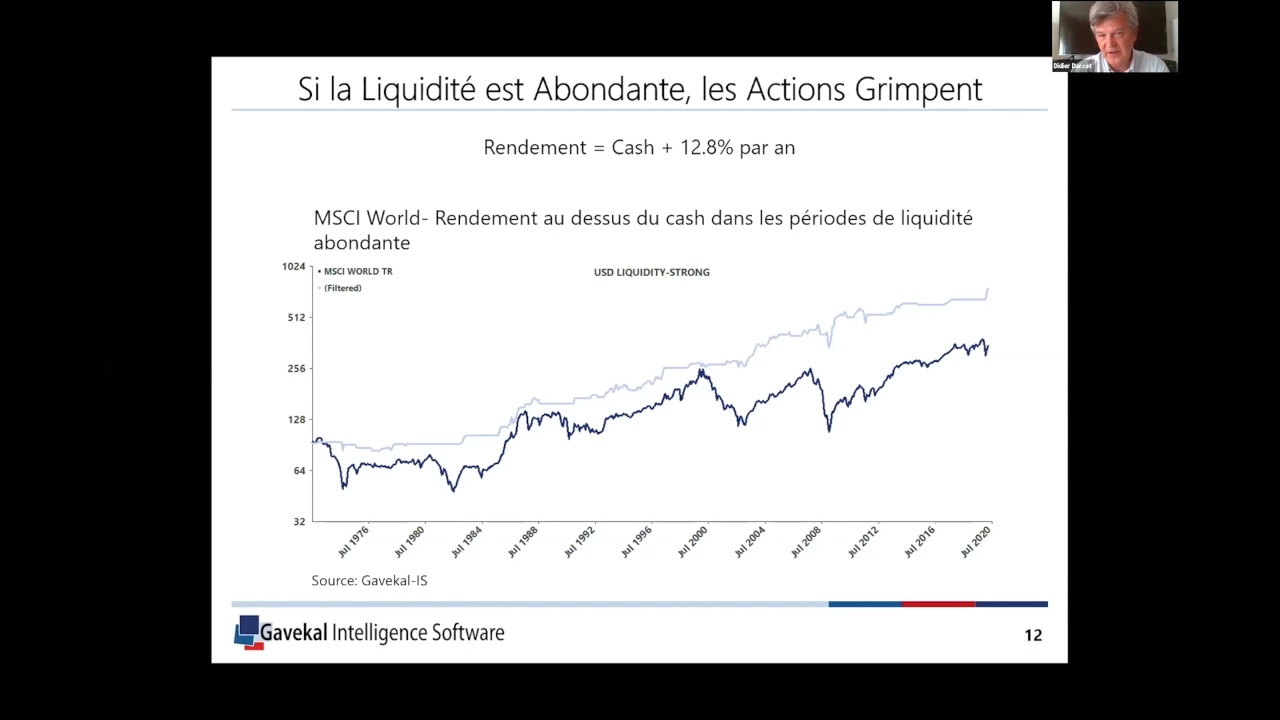 Didier Darcet
Si la Liquidité est Abondante, les Actions Grimpent
Rendement = Cash + 12.8% par an
MSCI World- Rendement au dessus du cash dans les périodes de liquidité
abondante
1024
512
256
128
64
32
• MSCI WORLD TR
(Filtered)
USD LIQUIDITY-STRONG
Jul 1976
Jul 1980
Jul 1984
Jul 1988
Jul 1992
Jul 1996
Jul 2000
Jul 2004
Jul 2008
Jul 2012
Jul 2016
Jul 2020
Source: Gavekal-IS
Gavekal Intelligence Software
12